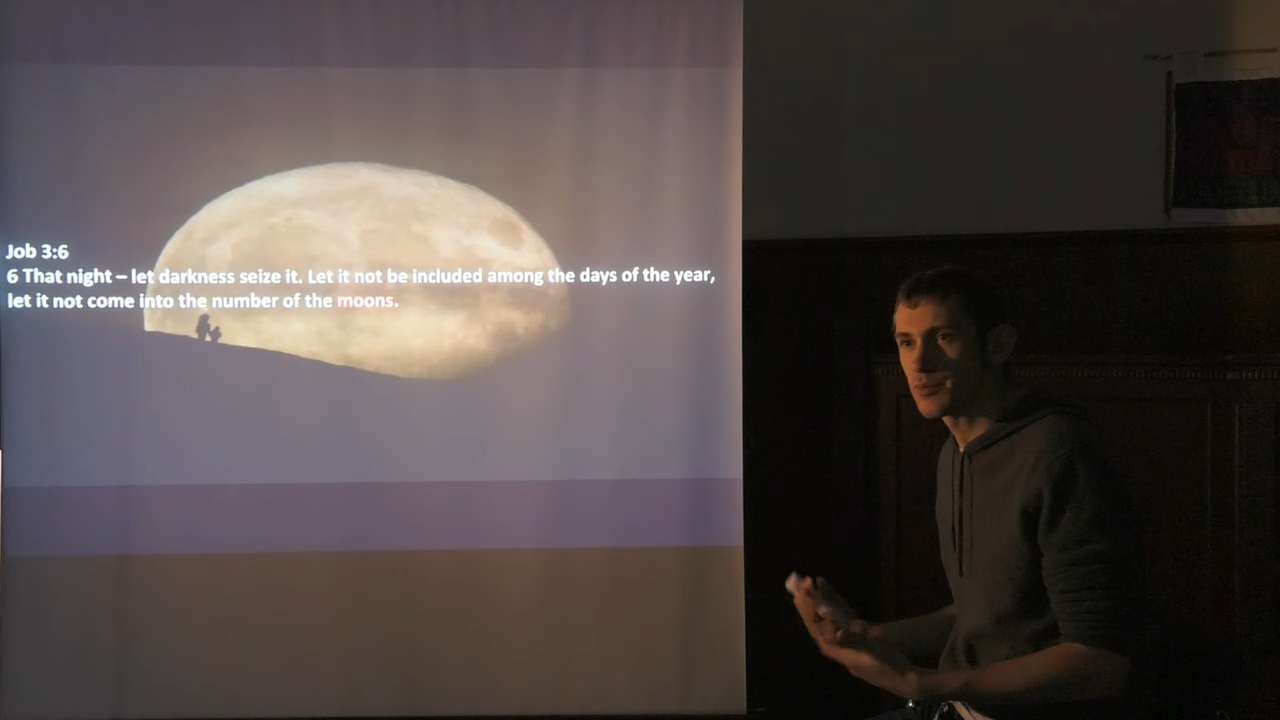 Job 3:6
6 That night – let darkness seize it. Let it not be included among the days of the year,
let it not come into the number of the moons.